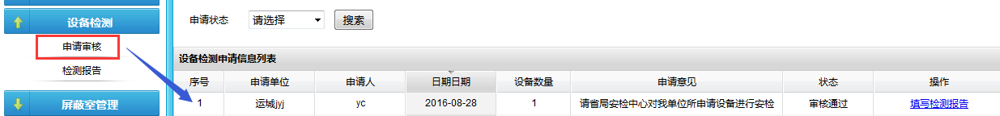 设备检测
申请审核
检测报告
屏蔽室管理
申请状态 请选择 搜索
设备检测申请信息列表
序号 申请单位 申请人 日期日期 设备数量 申请意见 状态 操作
1 运城jyj yc 2016-08-28 1 请省局安检中心对我单位所申请设备进行安检 审核通过 填写检测报告